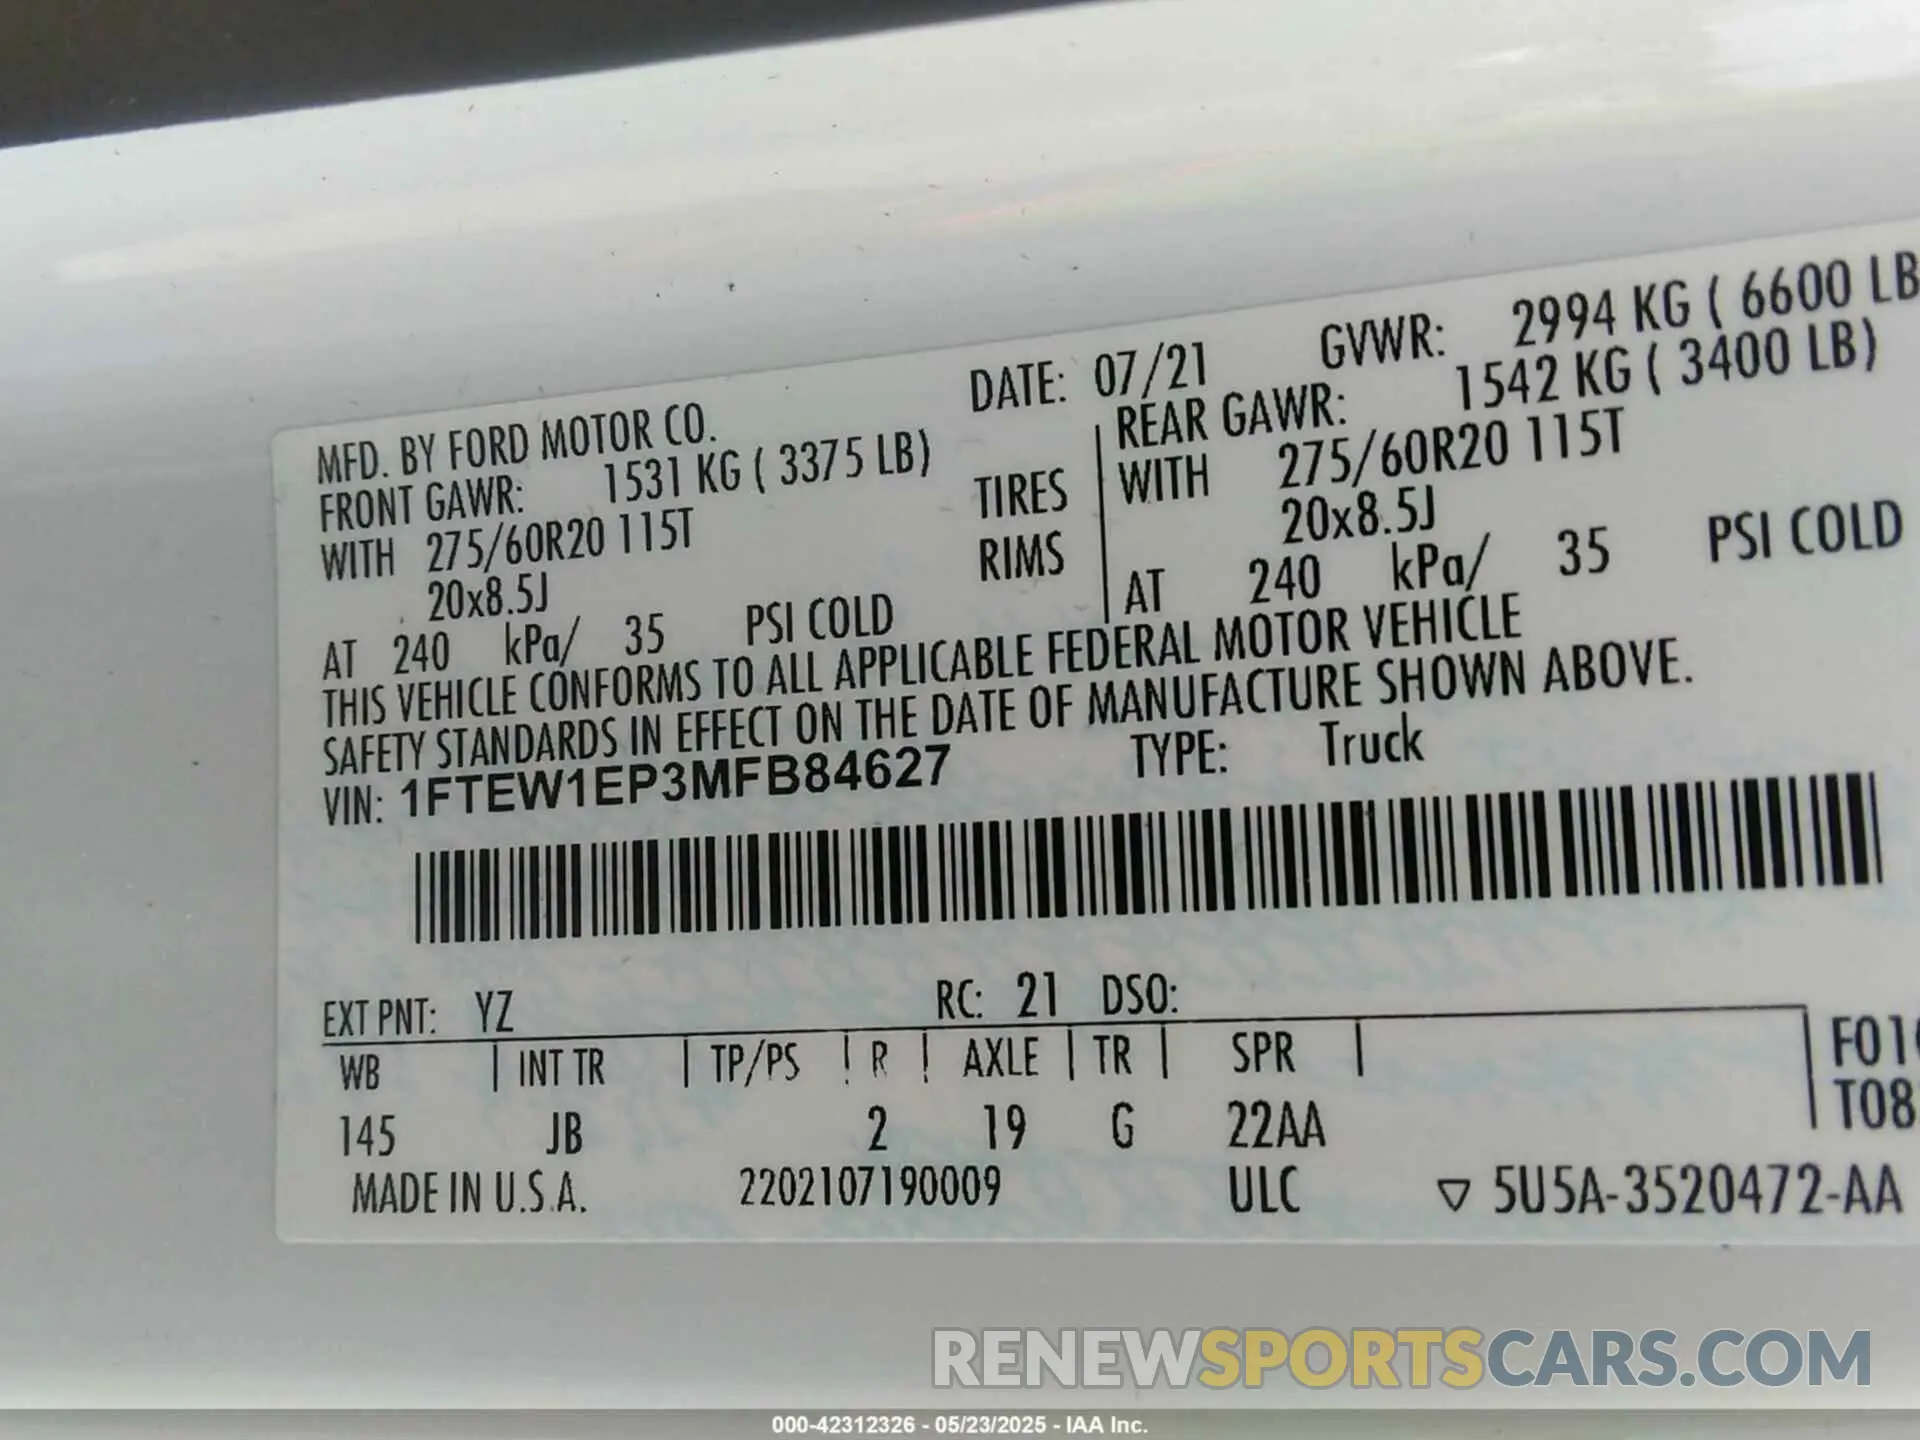 MFD. BY FORD MOTOR CO. DATE: 07/21 GVWR: 2994 KG ( 6600 LB
FRONT GAWR: 1531 KG ( 3375 LB) REAR GAWR: 1542 KG ( 3400 LB)
WITH 275/60R20 115T TIRES WITH 275/60R20 115T
20x8.5J RIMS 20x8.5J
AT 240 kPa/ 35 PSI COLD AT 240 kPa/ 35 PSI COLD
THIS VEHICLE CONFORMS TO ALL APPLICABLE FEDERAL MOTOR VEHICLE
SAFETY STANDARDS IN EFFECT ON THE DATE OF MANUFACTURE SHOWN ABOVE.
VIN: 1FTEW1EP3MFB84627 TYPE: Truck
EXT PNT: YZ RC: 21 DSO:
WB | INT TR | TP/PS | R | AXLE | TR | SPR |
145 JB 2 19 G 22AA
F01
T08
MADE IN U.S.A. 2202107190009 ULC ▽ 5U5A-3520472-AA
RENEWSPORTSCARS.COM
000-42312326 - 05/23/2025 - IAA Inc.